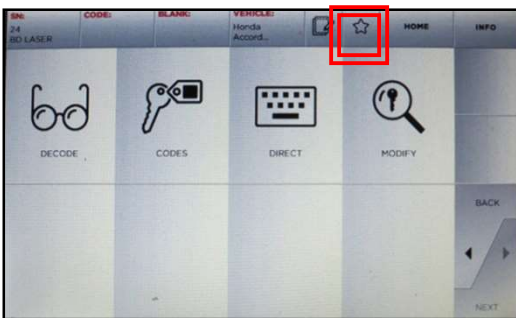 SN:
24
BD LASER
CODE:
BLANK:
VEHICLE:
Honda
Accord...
HOME
INFO
DECODE
CODES
DIRECT
MODIFY
BACK
NEXT